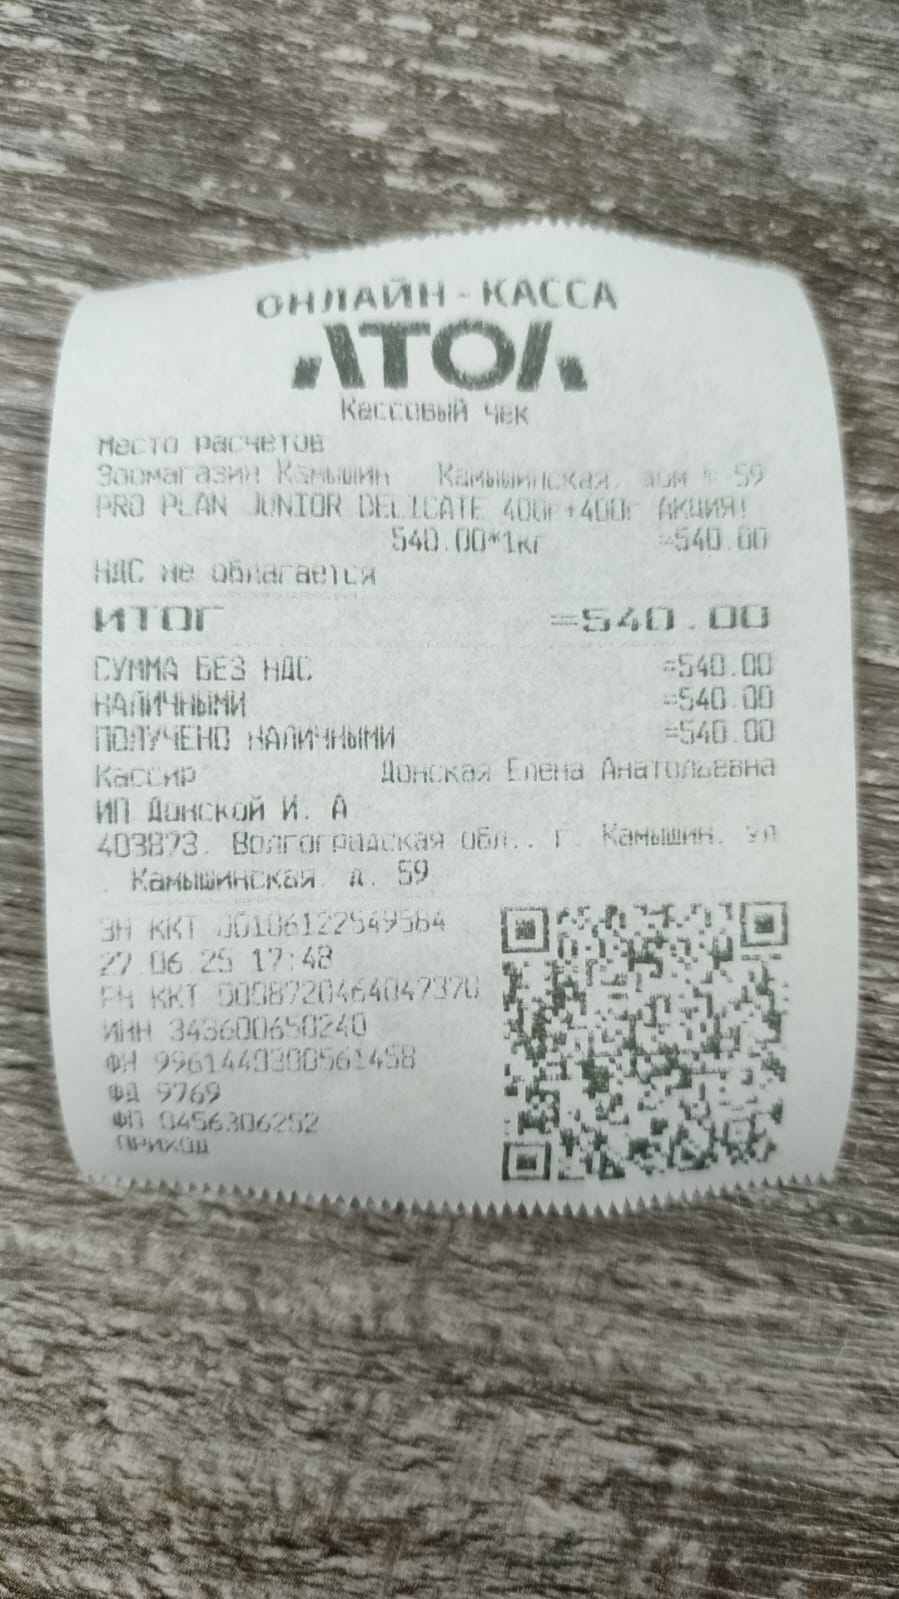 ОНЛАЙН-КАССА
АТОЛ
Кассовый чек
Место расчетов
Зоомагазин Камышин Камышинская, дом № 59
PRO PLAN JUNIOR DELICATE 400г+400г АКЦИЯ!
540.00*1кг =540.00
НДС не облагается
ИТОГ =540.00
СУММА БЕЗ НДС =540.00
НАЛИЧНЫМИ =540.00
ПОЛУЧЕНО НАЛИЧНЫМИ =540.00
Кассир Донская Елена Анатольевна
ИП Донской И. А
403873, Волгоградская обл., г. Камышин, ул
. Камышинская, д. 59
ЗН ККТ 00106122549564
27.06.25 17:48
РН ККТ 0008720464047370
ИНН 343600650240
ФН 9961440300561458
ФД 9769
ФП 0456306252
ПРИХОД